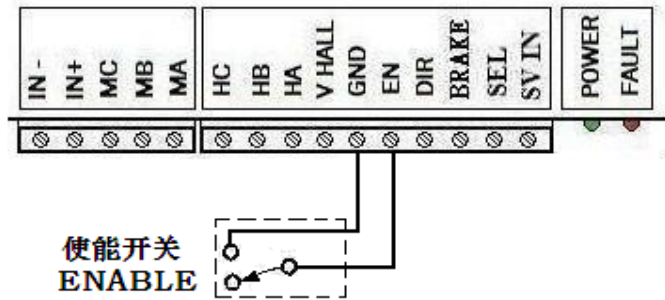 IN -
IN+
MC
MB
MA
HC
HB
HA
V HALL
GND
EN
DIR
BRAKE
SEL
SV IN
POWER
FAULT
使能开关
ENABLE